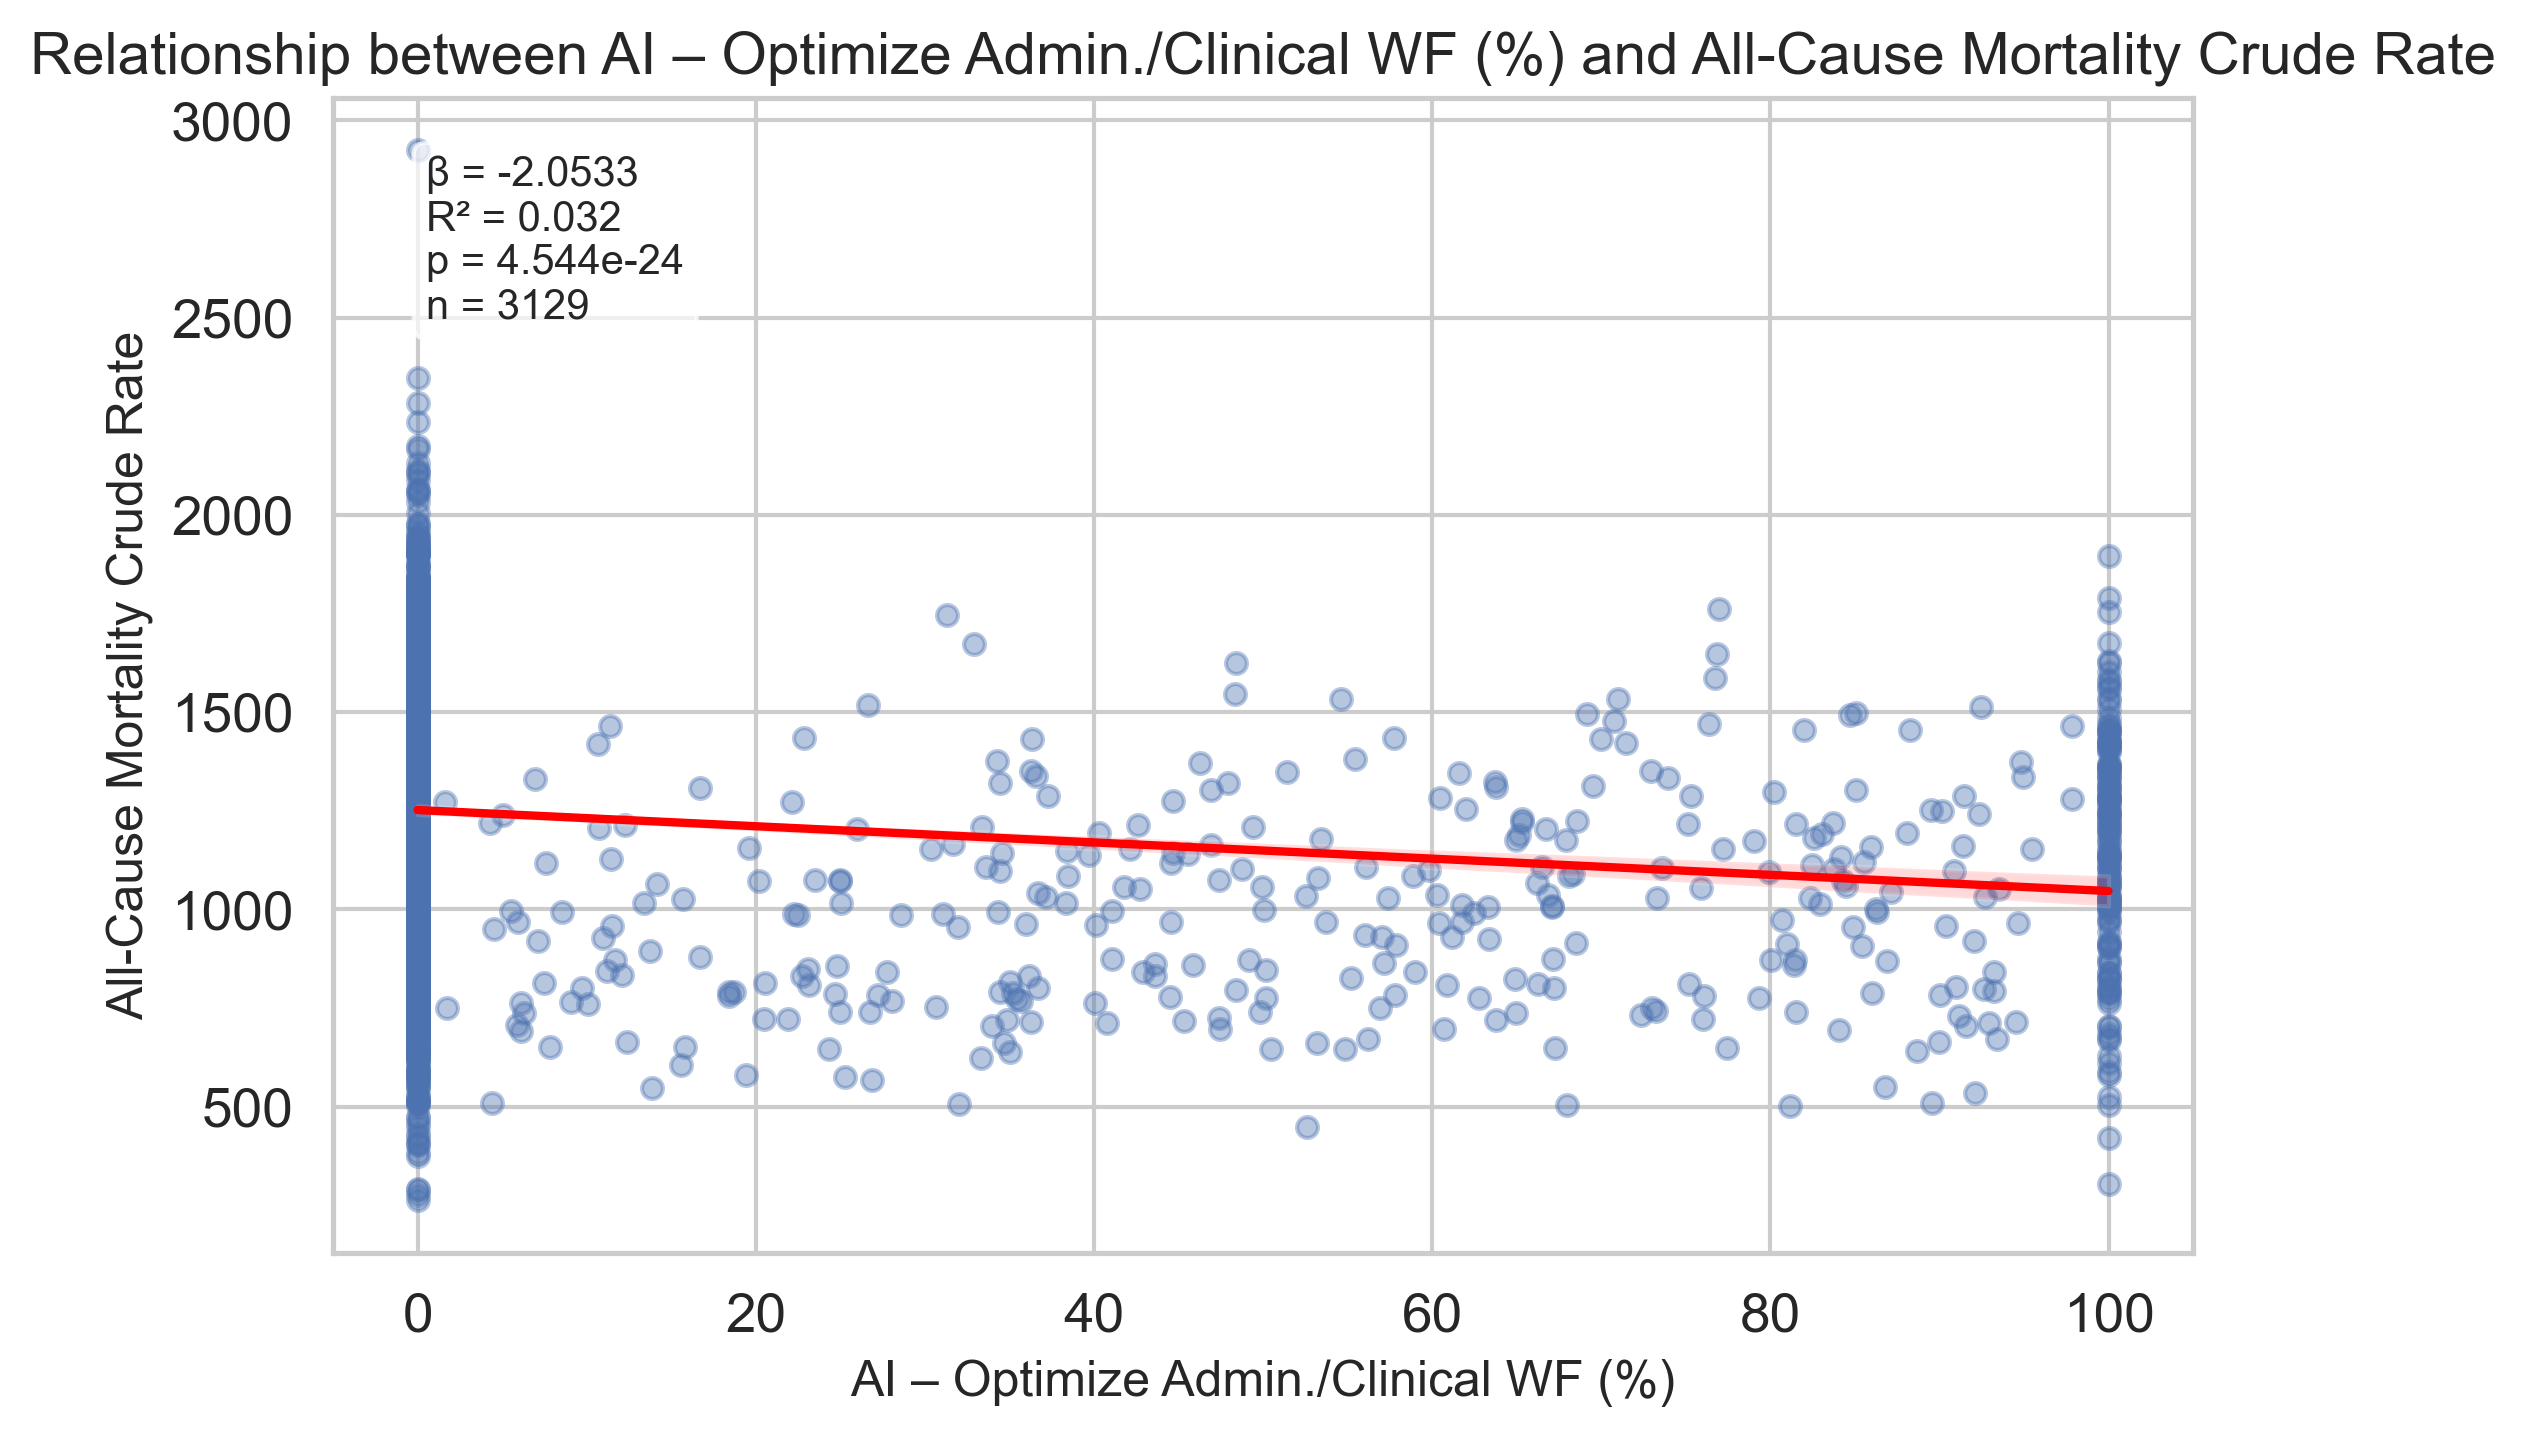 Relationship between AI – Optimize Admin./Clinical WF (%) and All-Cause Mortality Crude Rate
3000
2500
2000
1500
1000
500
All-Cause Mortality Crude Rate
β = -2.0533
R² = 0.032
p = 4.544e-24
n = 3129
0 20 40 60 80 100
AI – Optimize Admin./Clinical WF (%)